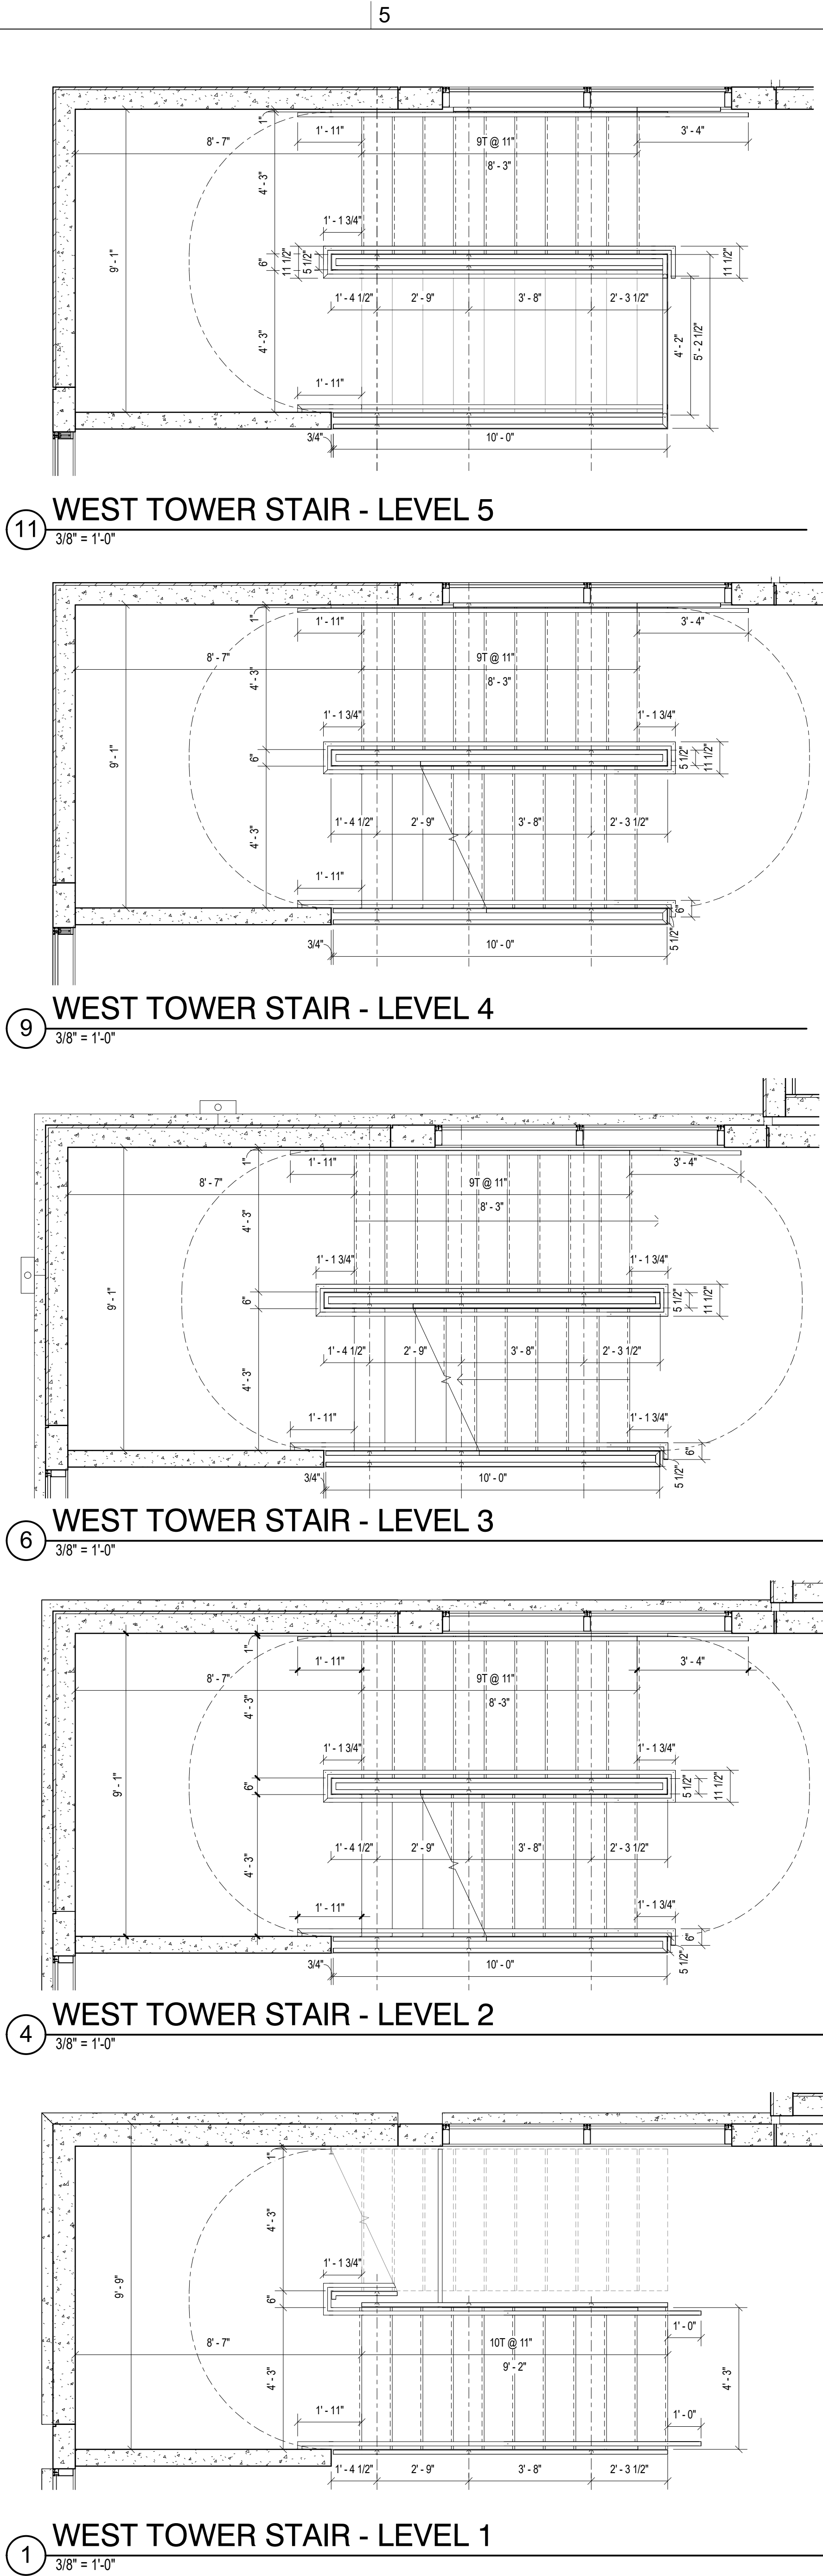 5
1"
1' - 11"
8' - 7"
9T @ 11"
3' - 4"
8' - 3"
4' - 3"
1' - 1 3/4"
9' - 1"
6"
11 1/2"
5 1/2"
11 1/2"
1' - 4 1/2"
2' - 9"
3' - 8"
2' - 3 1/2"
4' - 3"
4' - 2"
5' - 2 1/2"
1' - 11"
3/4"
10' - 0"
11
WEST TOWER STAIR - LEVEL 5
3/8" = 1'-0"
1"
1' - 11"
3' - 4"
8' - 7"
9T @ 11"
4' - 3"
8' - 3"
1' - 1 3/4"
1' - 1 3/4"
9' - 1"
6"
5 1/2"
11 1/2"
1' - 4 1/2"
2' - 9"
3' - 8"
2' - 3 1/2"
4' - 3"
1' - 11"
6"
3/4"
10' - 0"
5 1/2"
9
WEST TOWER STAIR - LEVEL 4
3/8" = 1'-0"
1"
1' - 11"
3' - 4"
8' - 7"
9T @ 11"
4' - 3"
8' - 3"
1' - 1 3/4"
1' - 1 3/4"
9' - 1"
6"
5 1/2"
11 1/2"
1' - 4 1/2"
2' - 9"
3' - 8"
2' - 3 1/2"
4' - 3"
1' - 11"
1' - 1 3/4"
6"
3/4"
10' - 0"
5 1/2"
6
WEST TOWER STAIR - LEVEL 3
3/8" = 1'-0"
1"
1' - 11"
3' - 4"
8' - 7"
9T @ 11"
4' - 3"
8' -3"
1' - 1 3/4"
1' - 1 3/4"
9' - 1"
6"
5 1/2"
11 1/2"
1' - 4 1/2"
2' - 9"
3' - 8"
2' - 3 1/2"
4' - 3"
1' - 11"
1' - 1 3/4"
6"
3/4"
10' - 0"
5 1/2"
4
WEST TOWER STAIR - LEVEL 2
3/8" = 1'-0"
1"
4' - 3"
1' - 1 3/4"
9' - 9"
6"
1' - 0"
8' - 7"
10T @ 11"
9' - 2"
4' - 3"
4' - 3"
1' - 11"
1' - 0"
1' - 4 1/2"
2' - 9"
3' - 8"
2' - 3 1/2"
1
WEST TOWER STAIR - LEVEL 1
3/8" = 1'-0"